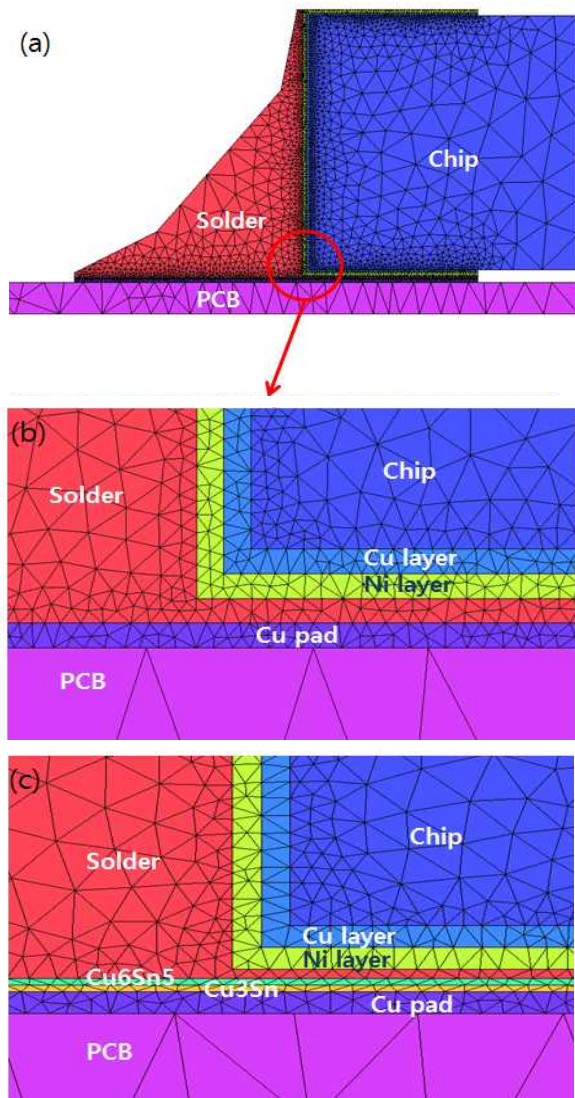 (a)
Chip
Solder
PCB
(b)
Chip
Solder
Cu layer
Ni layer
Cu pad
PCB
(c)
Chip
Solder
Cu layer
Ni layer
Cu6Sn5
Cu3Sn
Cu pad
PCB